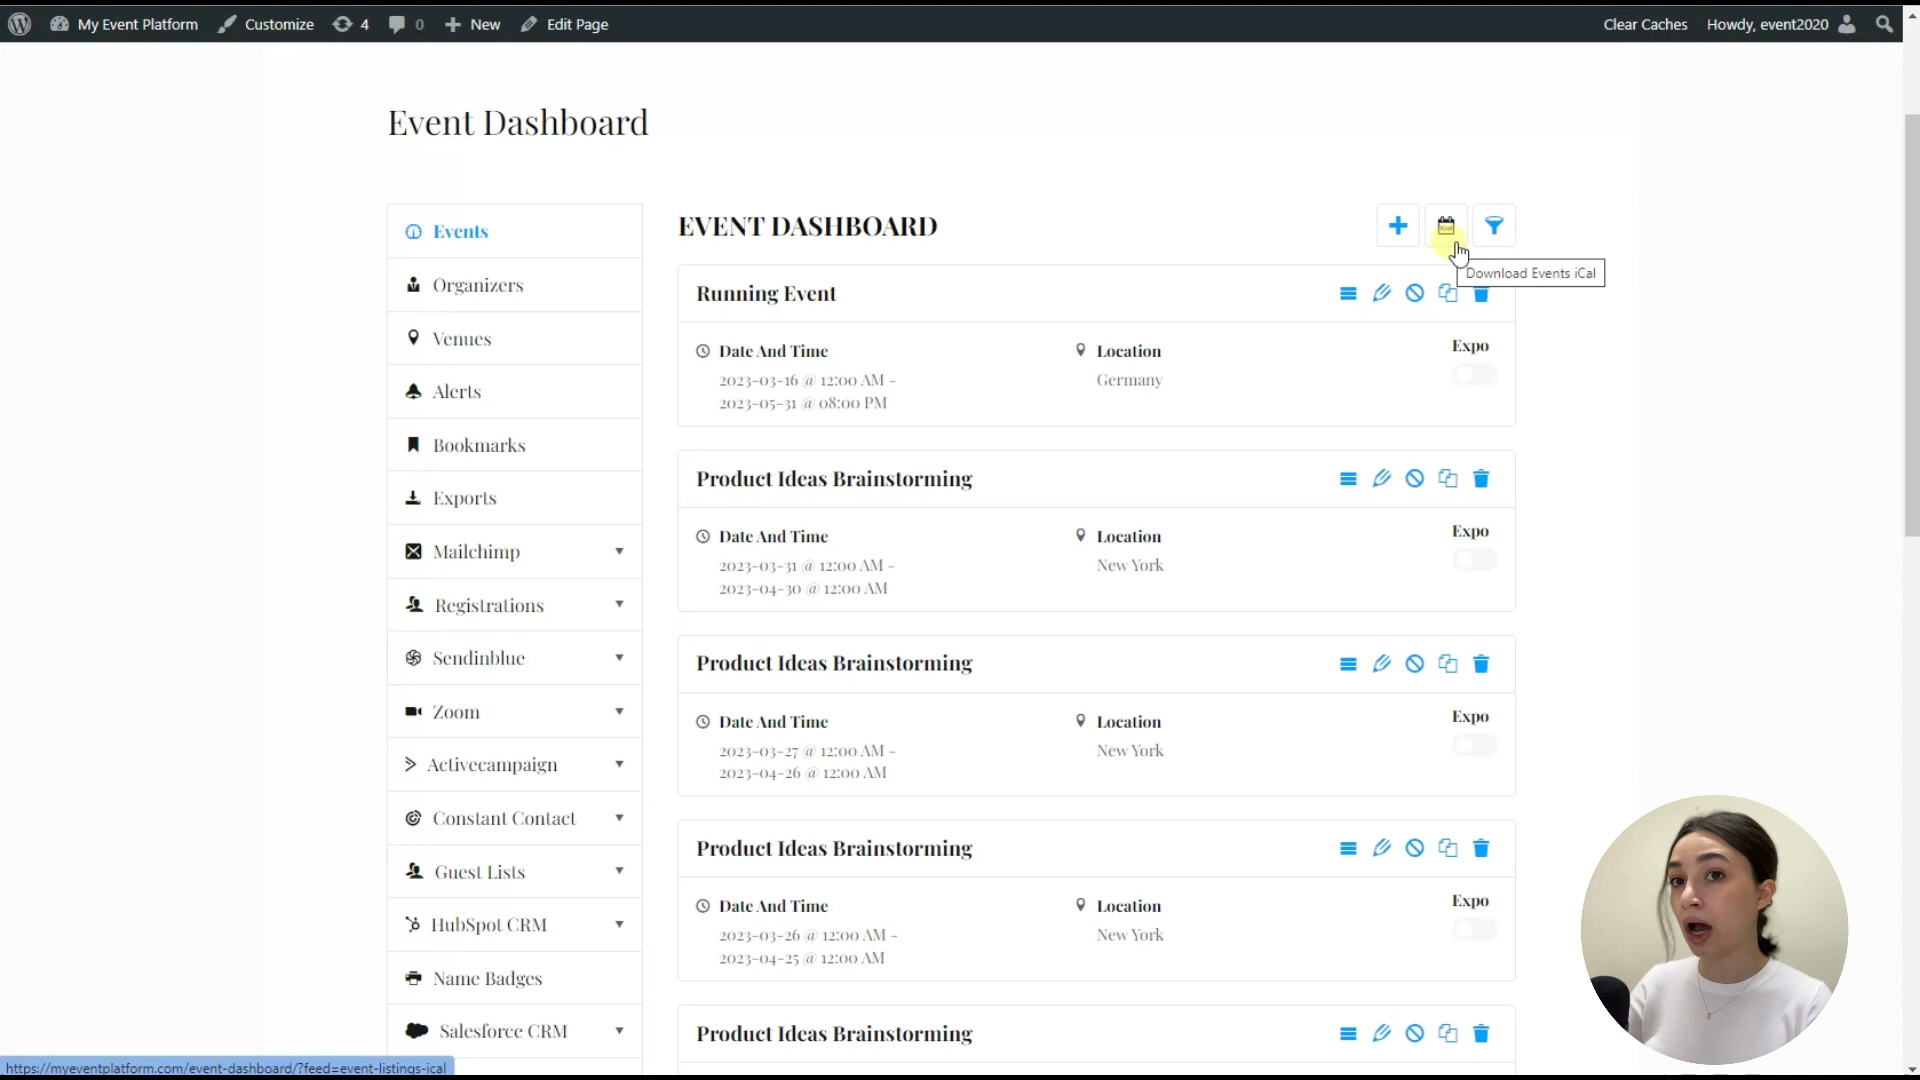 My Event Platform
Customize
4
0
New
Edit Page
Clear Caches
Howdy, event2020
Event Dashboard
Events
Organizers
Venues
Alerts
Bookmarks
Exports
Mailchimp
Registrations
Sendinblue
Zoom
Activecampaign
Constant Contact
Guest Lists
HubSpot CRM
Name Badges
Salesforce CRM
EVENT DASHBOARD
Download Events iCal
Running Event
Date And Time
2023-03-16 @ 12:00 AM -
2023-05-31 @ 08:00 PM
Location
Germany
Expo
Product Ideas Brainstorming
Date And Time
2023-03-31 @ 12:00 AM -
2023-04-30 @ 12:00 AM
Location
New York
Expo
Product Ideas Brainstorming
Date And Time
2023-03-27 @ 12:00 AM -
2023-04-26 @ 12:00 AM
Location
New York
Expo
Product Ideas Brainstorming
Date And Time
2023-03-26 @ 12:00 AM -
2023-04-25 @ 12:00 AM
Location
New York
Expo
Product Ideas Brainstorming
https://myeventplatform.com/event-dashboard/?feed=event-listings-ical